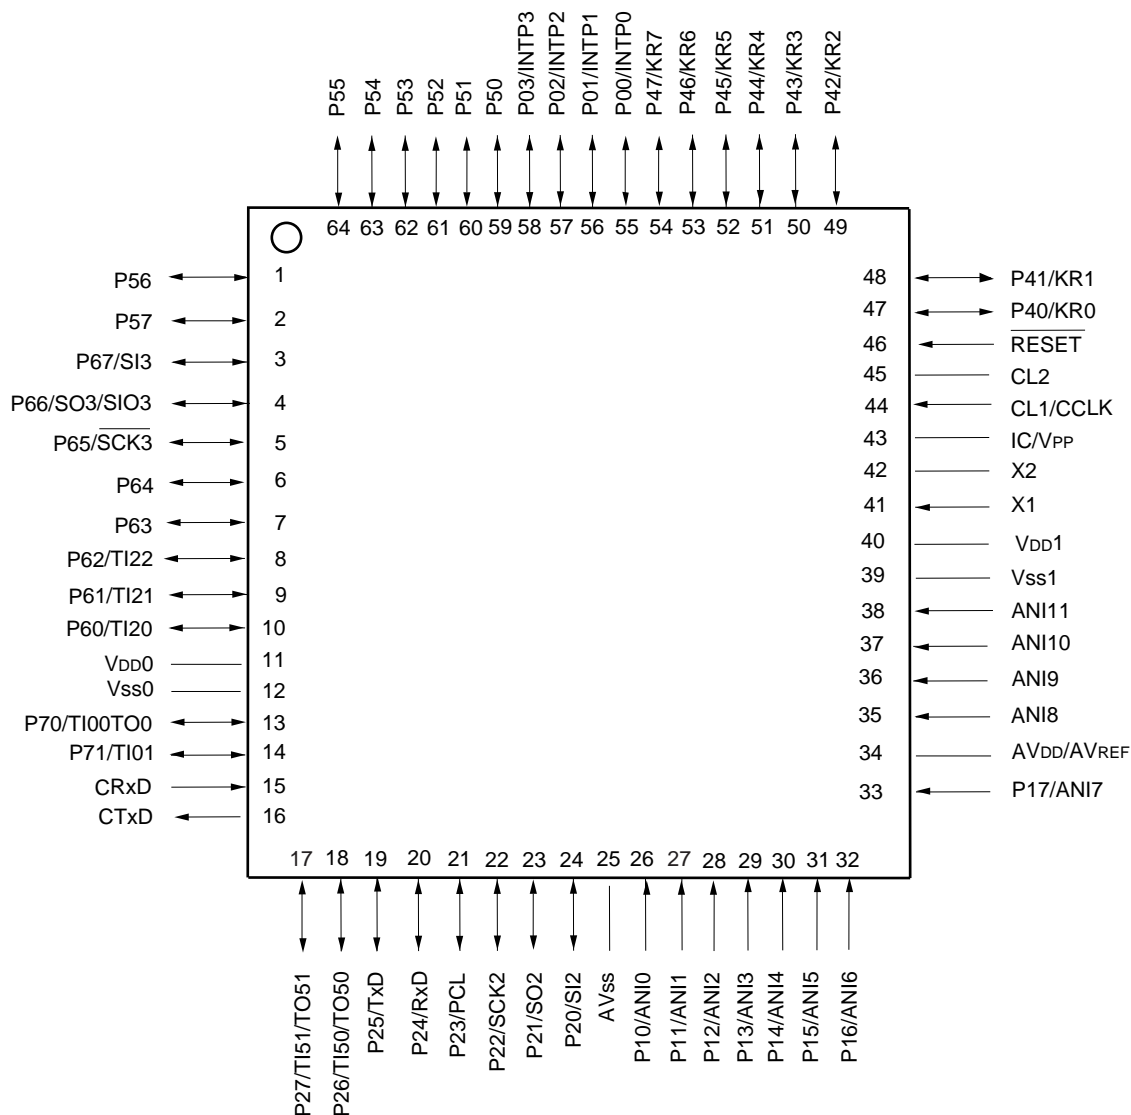 P55
P54
P53
P52
P51
P50
P03/INTP3
P02/INTP2
P01/INTP1
P00/INTP0
P47/KR7
P46/KR6
P45/KR5
P44/KR4
P43/KR3
P42/KR2
64 63 62 61 60 59 58 57 56 55 54 53 52 51 50 49
P56 1
P57 2
P67/SI3 3
P66/SO3/SIO3 4
P65/SCK3 5
P64 6
P63 7
P62/TI22 8
P61/TI21 9
P60/TI20 10
VDD0 11
Vss0 12
P70/TI00TO0 13
P71/TI01 14
CRxD 15
CTxD 16
48 P41/KR1
47 P40/KR0
46 RESET
45 CL2
44 CL1/CCLK
43 IC/VPP
42 X2
41 X1
40 VDD1
39 Vss1
38 ANI11
37 ANI10
36 ANI9
35 ANI8
34 AVDD/AVREF
33 P17/ANI7
17 18 19 20 21 22 23 24 25 26 27 28 29 30 31 32
P27/TI51/TO51
P26/TI50/TO50
P25/TxD
P24/RxD
P23/PCL
P22/SCK2
P21/SO2
P20/SI2
AVss
P10/ANI0
P11/ANI1
P12/ANI2
P13/ANI3
P14/ANI4
P15/ANI5
P16/ANI6